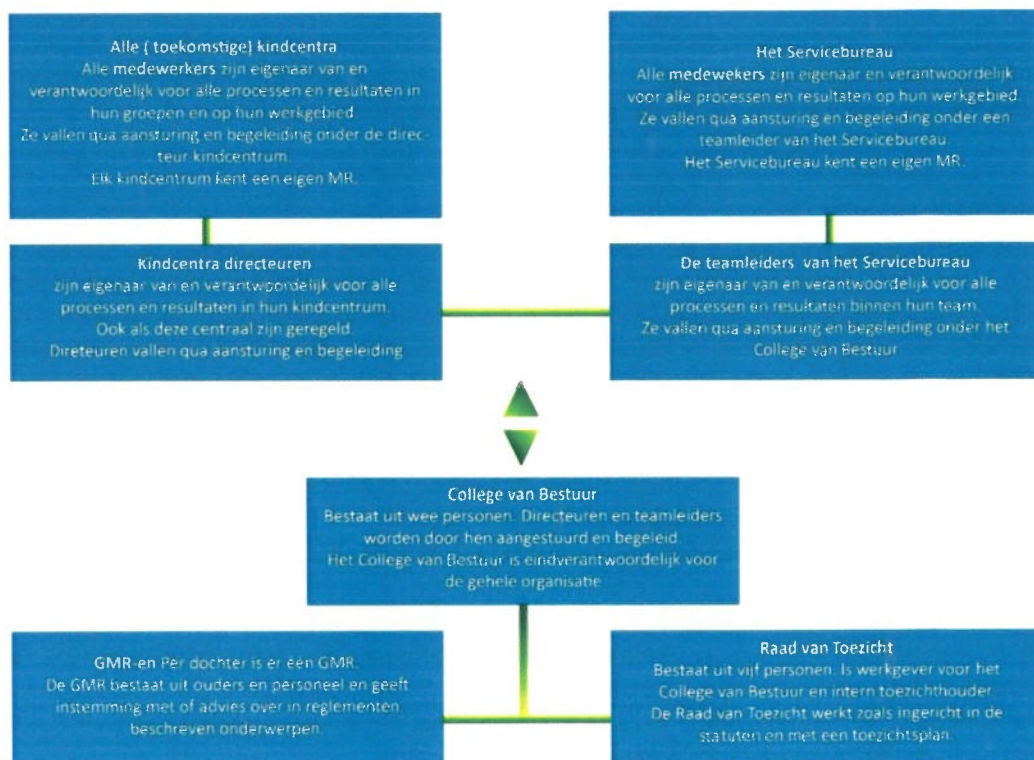 Alle ( toekomstige) kindcentra
Alle medewerkers zijn eigenaar van en
verantwoordelijk voor alle processen en resultaten in
hun groepen en op hun werkgebied
Ze vallen qua aansturing en begeleiding onder de direc-
teur kindcentrum.
Elk kindcentrum kent een eigen MR.
Het Servicebureau
Alle medewekers zijn eigenaar en verantwoordelijk
voor alle processen en resultaten op hun werkgebied.
Ze vallen qua aansturing en begeleiding onder een
teamleider van het Servicebureau.
Het Servicebureau kent een eigen MR.
Kindcentra directeuren
zijn eigenaar van en verantwoordelijk voor alle
processen en resultaten in hun kindcentrum.
Ook als deze centraal zijn geregeld.
Direteuren vallen qua aansturing en begeleiding
De teamleiders van het Servicebureau
zijn eigenaar van en verantwoordelijk voor alle
processen en resultaten binnen hun team.
Ze vallen qua aansturing en begeleiding onder het
College van Bestuur
College van Bestuur
Bestaat uit wee personen. Directeuren en teamleiders
worden door hen aangestuurd en begeleid.
Het College van Bestuur is eindverantwoordelijk voor
de gehele organisatie
GMR-en Per dochter is er één GMR.
De GMR bestaat uit ouders en personeel en geeft
instemming met of advies over in reglementen
beschreven onderwerpen.
Raad van Toezicht
Bestaat uit vijf personen. Is werkgever voor het
College van Bestuur en intern toezichthouder.
De Raad van Toezicht werkt zoals ingericht in de
statuten en met een toezichtsplan.